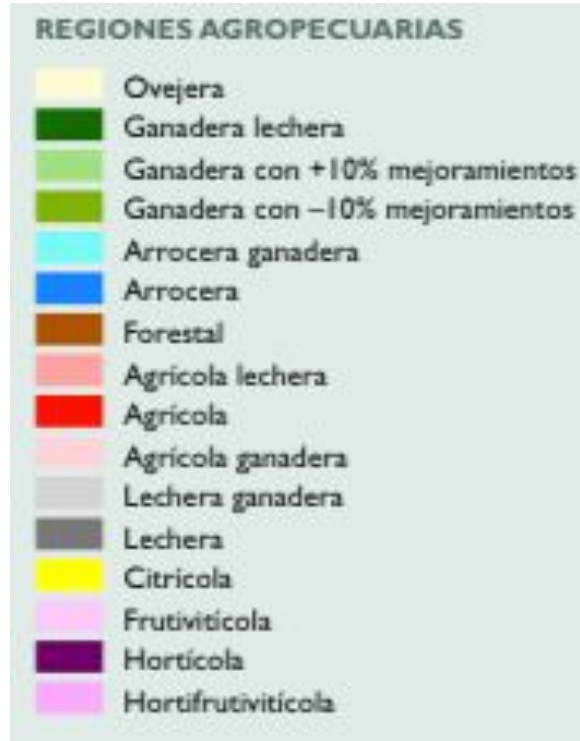 REGIONES AGROPECUARIAS
Ovejera
Ganadera lechera
Ganadera con +10% mejoramientos
Ganadera con –10% mejoramientos
Arrocera ganadera
Arrocera
Forestal
Agrícola lechera
Agrícola
Agrícola ganadera
Lechera ganadera
Lechera
Citrícola
Frutivitícola
Hortícola
Hortifrutivitícola